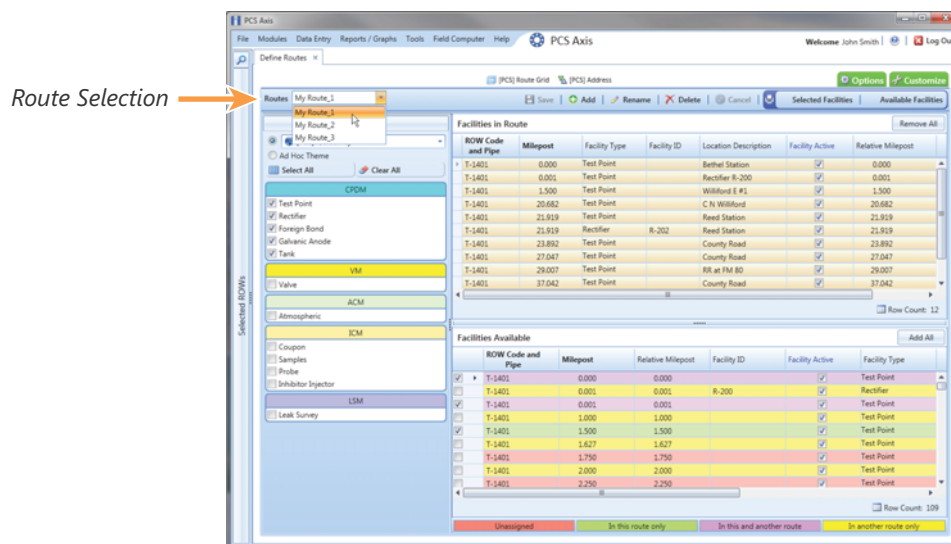 PCS Axis
File Modules Data Entry Reports / Graphs Tools Field Computer Help PCS Axis Welcome John Smith Log Ou
Define Routes ×
[PCS] Route Grid [PCS] Address Options Customize
Route Selection
Routes My Route_1 Save Add Rename Delete Cancel Selected Facilities Available Facilities
My Route_1
My Route_2
My Route_3
Ad Hoc Theme
Select All Clear All
CPDM
Test Point
Rectifier
Foreign Bond
Galvanic Anode
Tank
VM
Valve
ACM
Atmospheric
ICM
Coupon
Samples
Probe
Inhibitor Injector
LSM
Leak Survey
Selected ROWs
Facilities in Route Remove All
ROW Code and Pipe Milepost Facility Type Facility ID Location Description Facility Active Relative Milepost
T-1401 0.000 Test Point Bethel Station 0.000
T-1401 0.001 Test Point Rectifier R-200 0.001
T-1401 1.500 Test Point Williford E #1 1.500
T-1401 20.682 Test Point C N Williford 20.682
T-1401 21.919 Test Point Reed Station 21.919
T-1401 21.919 Rectifier R-202 Reed Station 21.919
T-1401 23.892 Test Point County Road 23.892
T-1401 27.047 Test Point County Road 27.047
T-1401 29.007 Test Point RR at FM 80 29.007
T-1401 37.042 Test Point County Road 37.042
Row Count: 12
Facilities Available Add All
ROW Code and Pipe Milepost Relative Milepost Facility ID Facility Active Facility Type
T-1401 0.000 0.000 Test Point
T-1401 0.001 0.001 R-200 Rectifier
T-1401 0.001 0.001 Test Point
T-1401 1.000 1.000 Test Point
T-1401 1.500 1.500 Test Point
T-1401 1.627 1.627 Test Point
T-1401 1.750 1.750 Test Point
T-1401 2.000 2.000 Test Point
T-1401 2.250 2.250 Test Point
Row Count: 109
Unassigned In this route only In this and another route In another route only